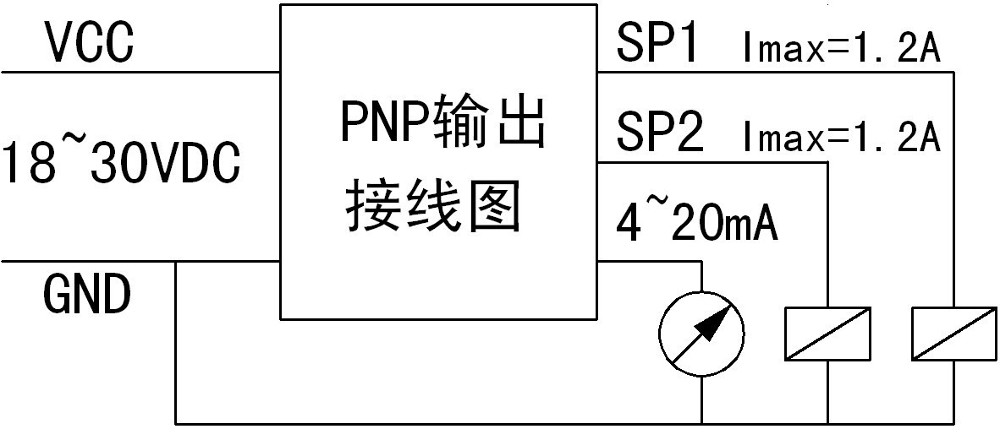 VCC
18~30VDC
GND
PNP输出
接线图
SP1 Imax=1.2A
SP2 Imax=1.2A
4~20mA